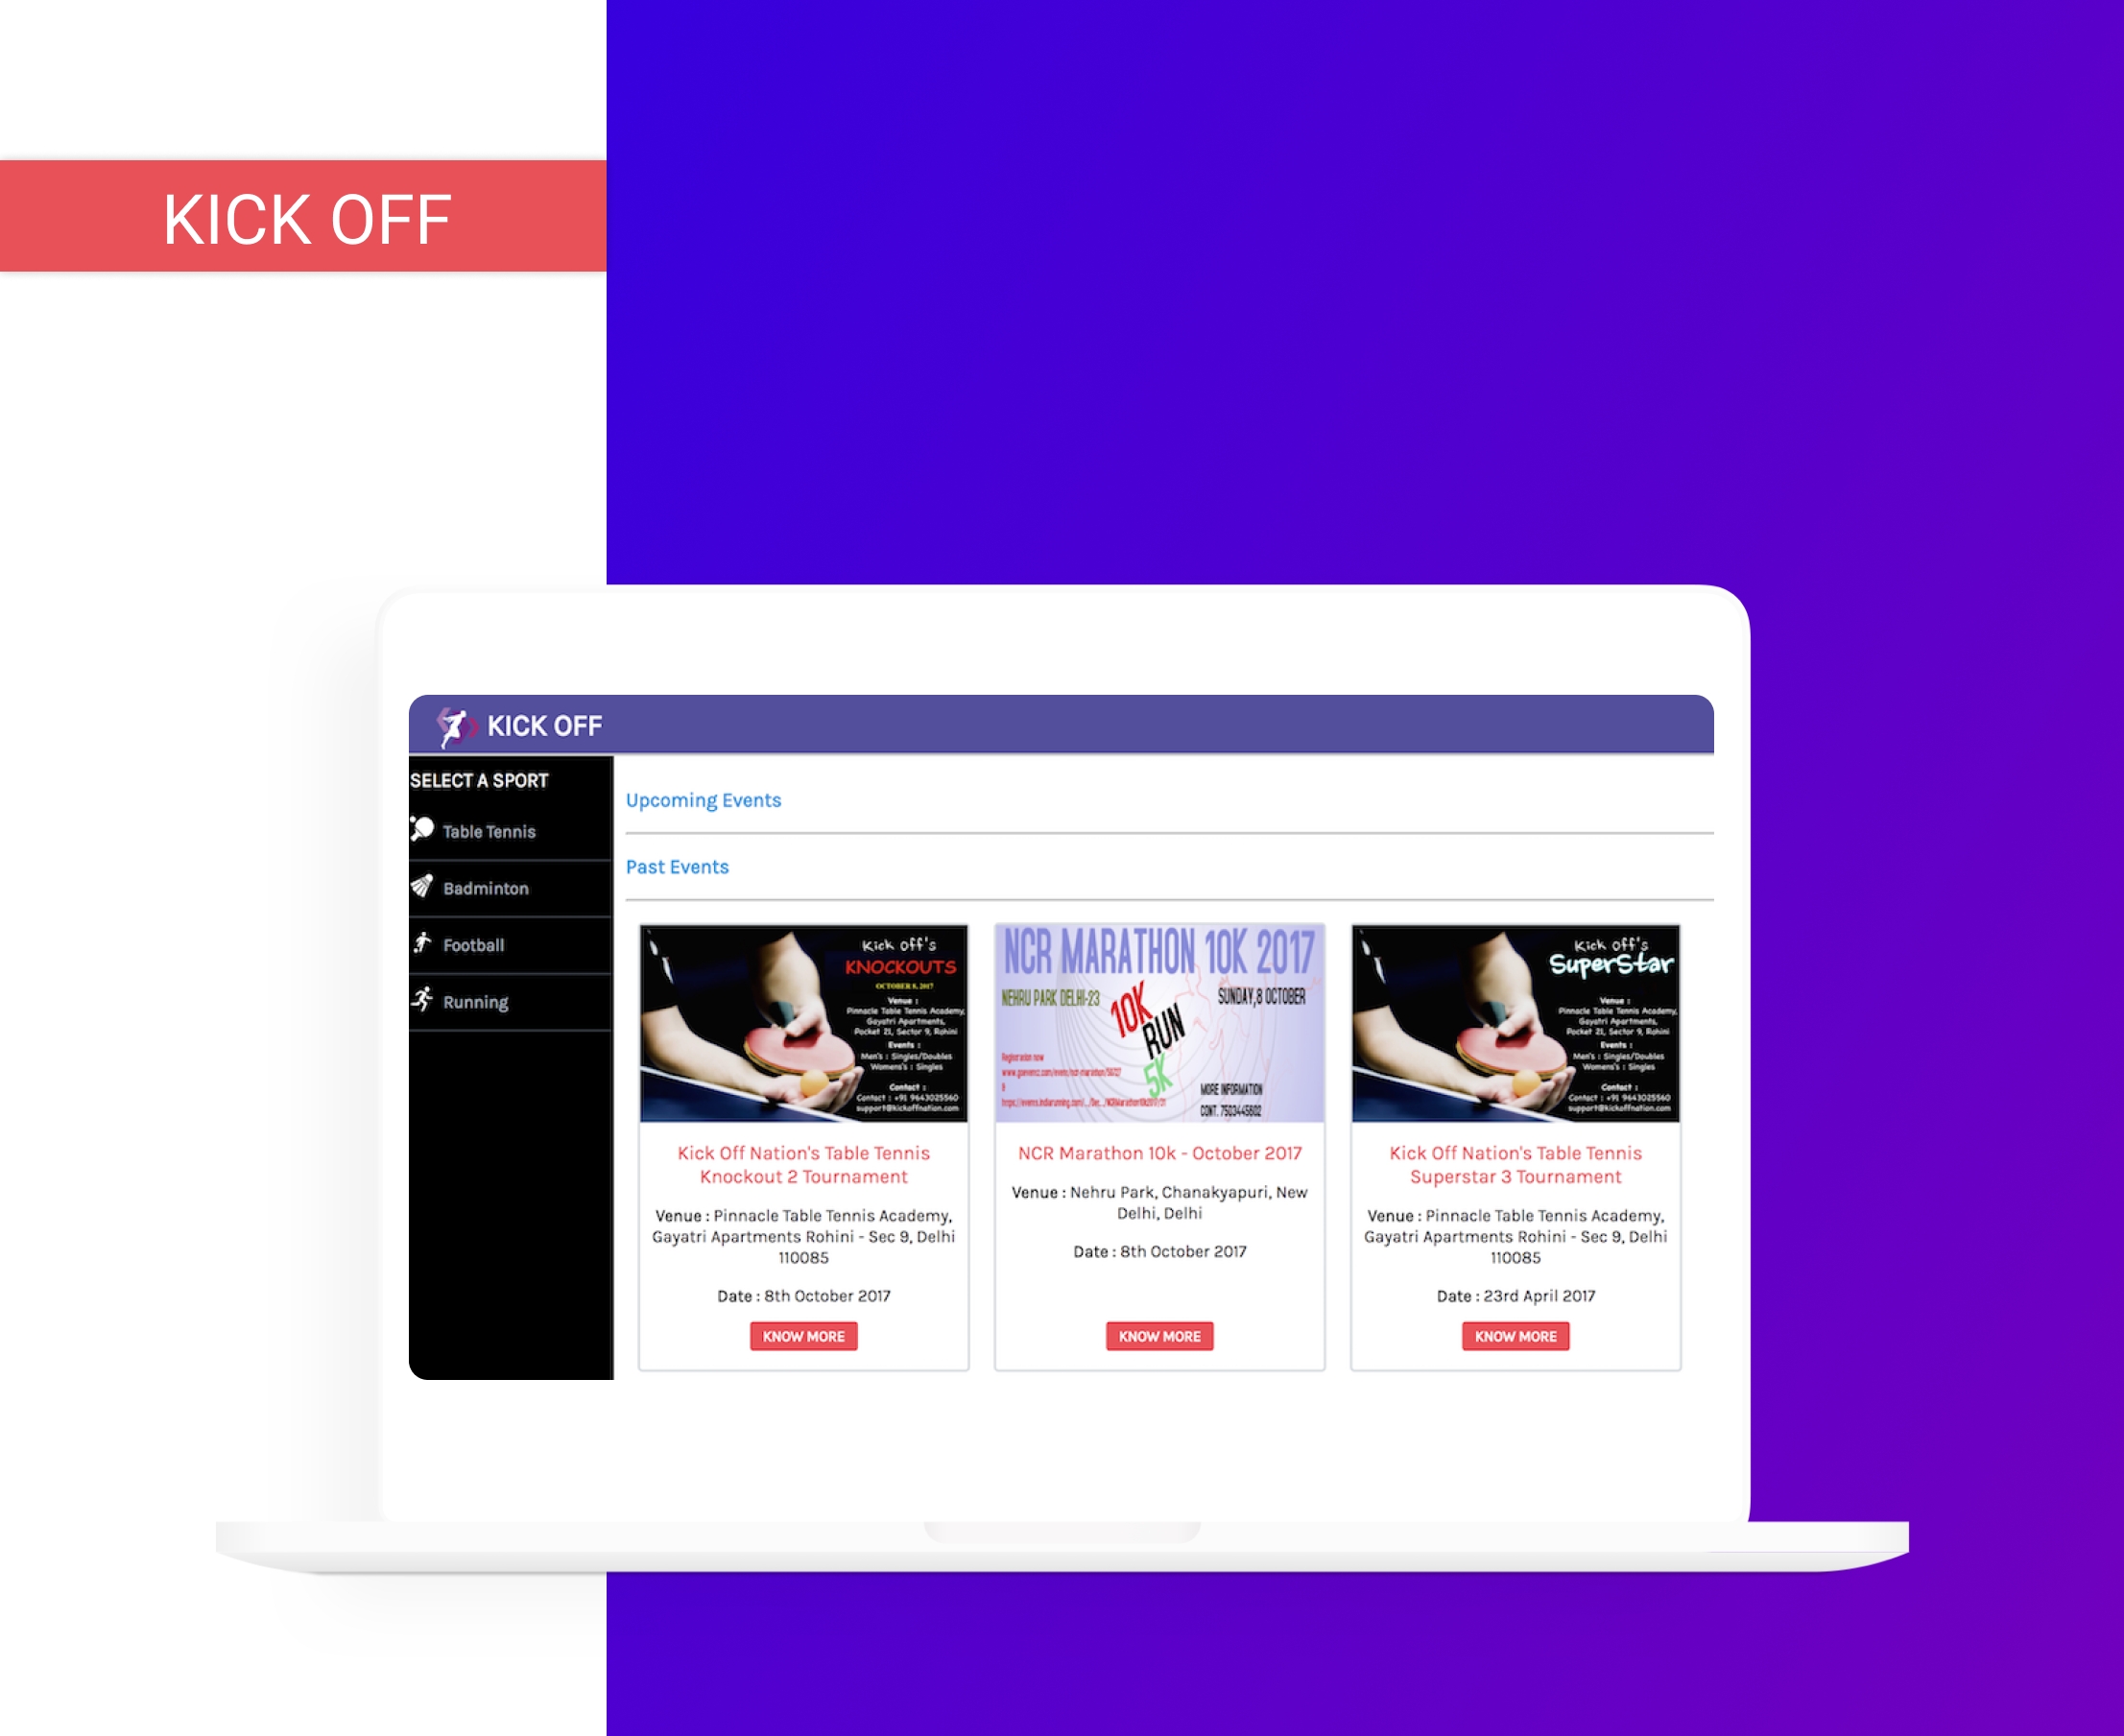 KICK OFF
KICK OFF
SELECT A SPORT
Table Tennis
Badminton
Football
Running
Upcoming Events
Past Events
Kick off's
KNOCKOUTS
OCTOBER 8, 2017
Venue :
Pinnacle Table Tennis Academy,
Gayatri Apartments,
Pocket 21, Sector 9, Rohini
Events :
Men's : Singles/Doubles
Womens's : Singles
Contact :
Contact : +91 9643025560
support@kickoffnation.com
Kick Off Nation's Table Tennis
Knockout 2 Tournament
Venue : Pinnacle Table Tennis Academy,
Gayatri Apartments Rohini - Sec 9, Delhi
110085
Date : 8th October 2017
KNOW MORE
NCR MARATHON 10K 2017
NEHRU PARK DELHI-23
SUNDAY,8 OCTOBER
10K
RUN
5K
Registration now
MORE INFORMATION
CONT. 7503445602
NCR Marathon 10k - October 2017
Venue : Nehru Park, Chanakyapuri, New
Delhi, Delhi
Date : 8th October 2017
KNOW MORE
Kick off's
SuperStar
Venue :
Pinnacle Table Tennis Academy,
Gayatri Apartments,
Pocket 21, Sector 9, Rohini
Events :
Men's : Singles/Doubles
Womens's : Singles
Contact :
Contact : +91 9643025560
support@kickoffnation.com
Kick Off Nation's Table Tennis
Superstar 3 Tournament
Venue : Pinnacle Table Tennis Academy,
Gayatri Apartments Rohini - Sec 9, Delhi
110085
Date : 23rd April 2017
KNOW MORE